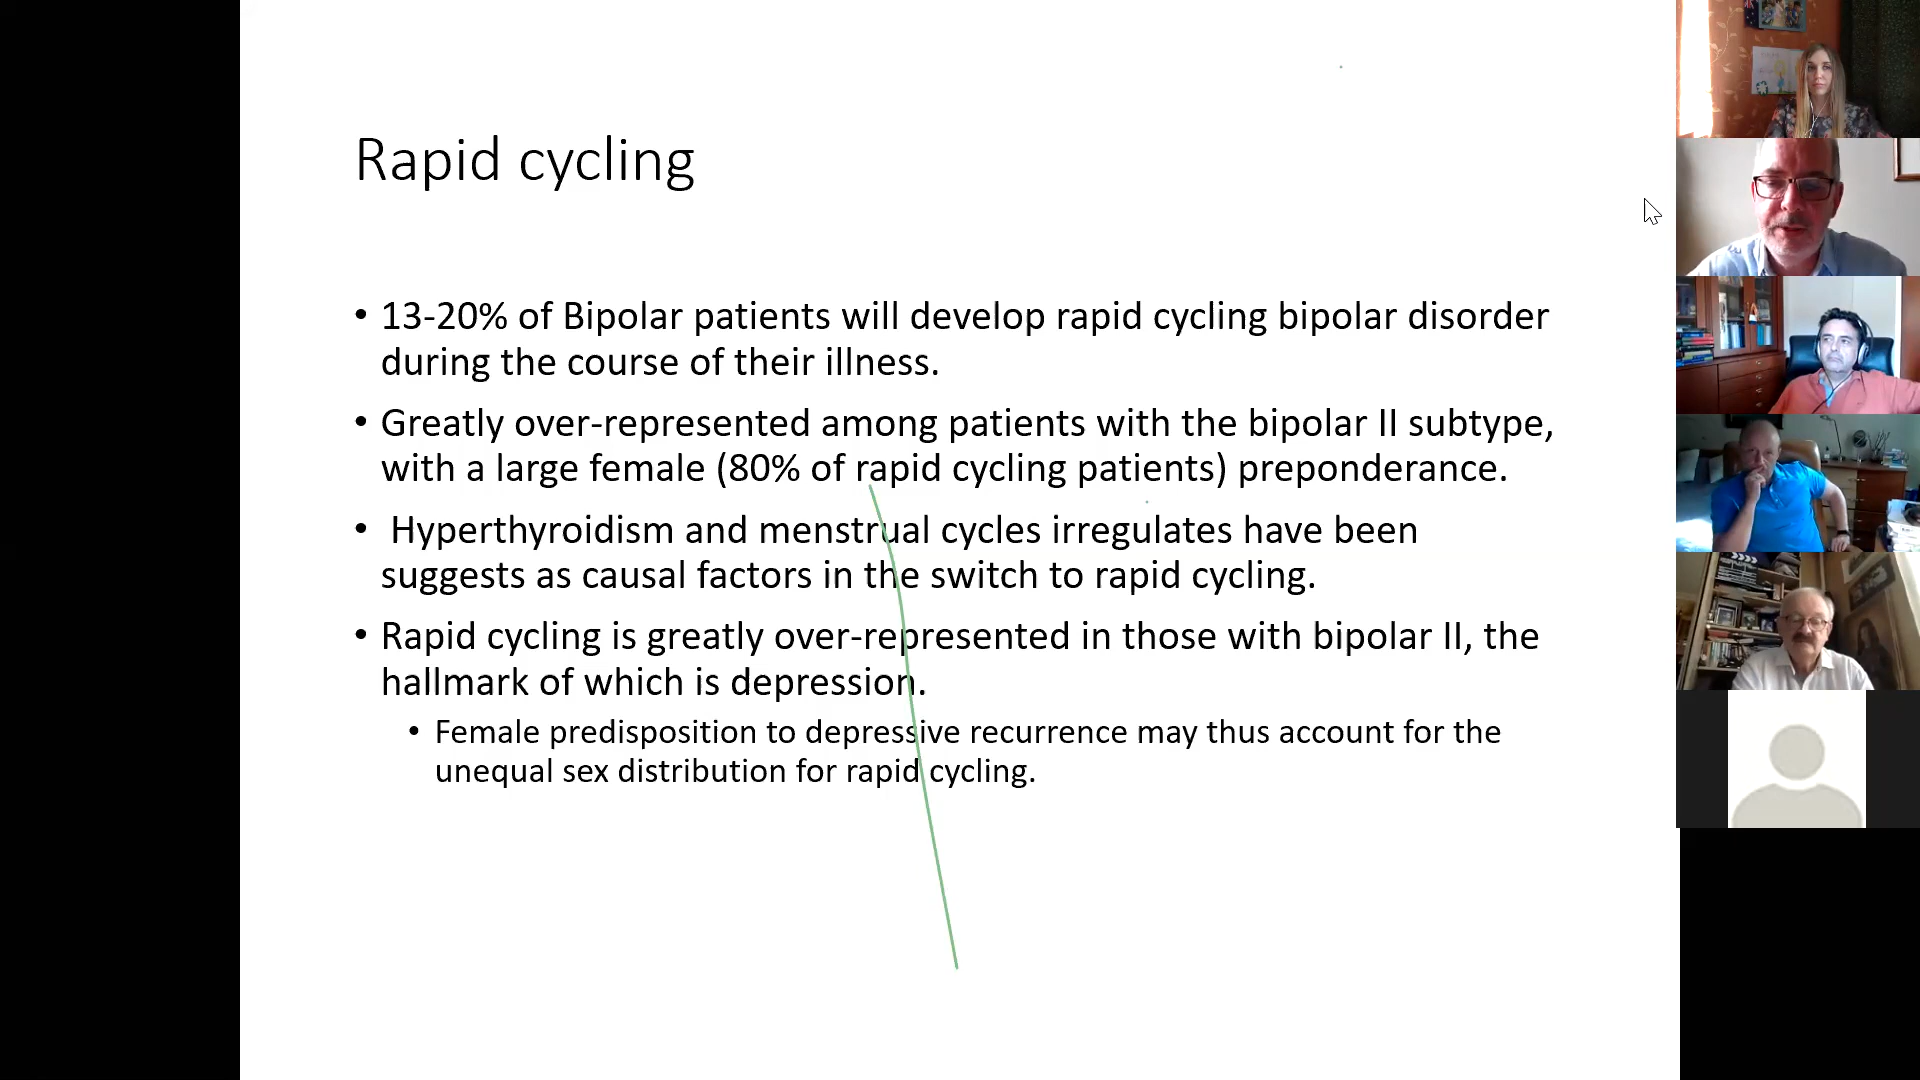 Rapid cycling
• 13-20% of Bipolar patients will develop rapid cycling bipolar disorder
during the course of their illness.
• Greatly over-represented among patients with the bipolar II subtype,
with a large female (80% of rapid cycling patients) preponderance.
• Hyperthyroidism and menstrual cycles irregulates have been
suggests as causal factors in the switch to rapid cycling.
• Rapid cycling is greatly over-represented in those with bipolar II, the
hallmark of which is depression.
• Female predisposition to depressive recurrence may thus account for the
unequal sex distribution for rapid cycling.